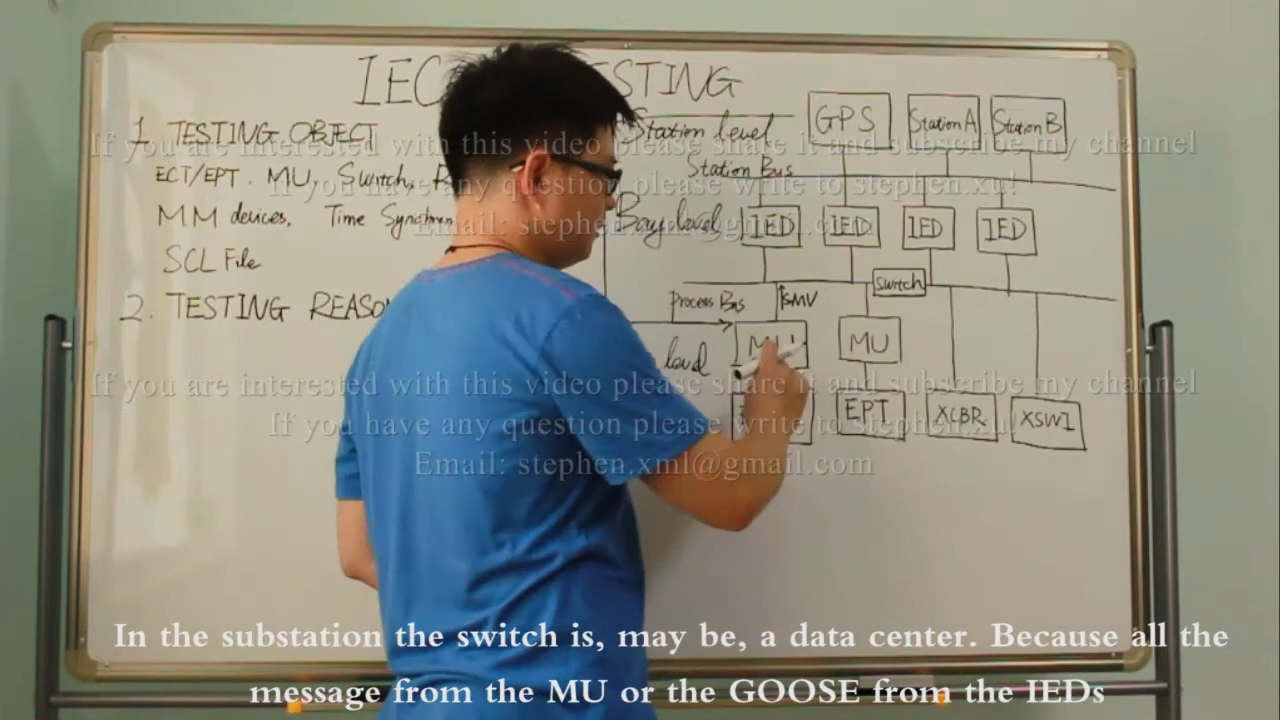 IEC TESTING
1 TESTING OBJECT
ECT/EPT. MU, Switch,
MM devices, Time Synchron
SCL File
2. TESTING REASON
Station level
GPS
Station A
Station B
Station Bus
Bay level
IED
IED
IED
IED
Switch
Process Bus
SMV
level
MU
MU
EPT
XCBR
XSWI
If you are interested with this video please share it and subscribe my channel
If you have any question please write to stephen.xu!
Email: stephen.xml@gmail.com
If you are interested with this video please share it and subscribe my channel
If you have any question please write to stephen.xu!
Email: stephen.xml@gmail.com
In the substation the switch is, may be, a data center. Because all the
message from the MU or the GOOSE from the IEDs